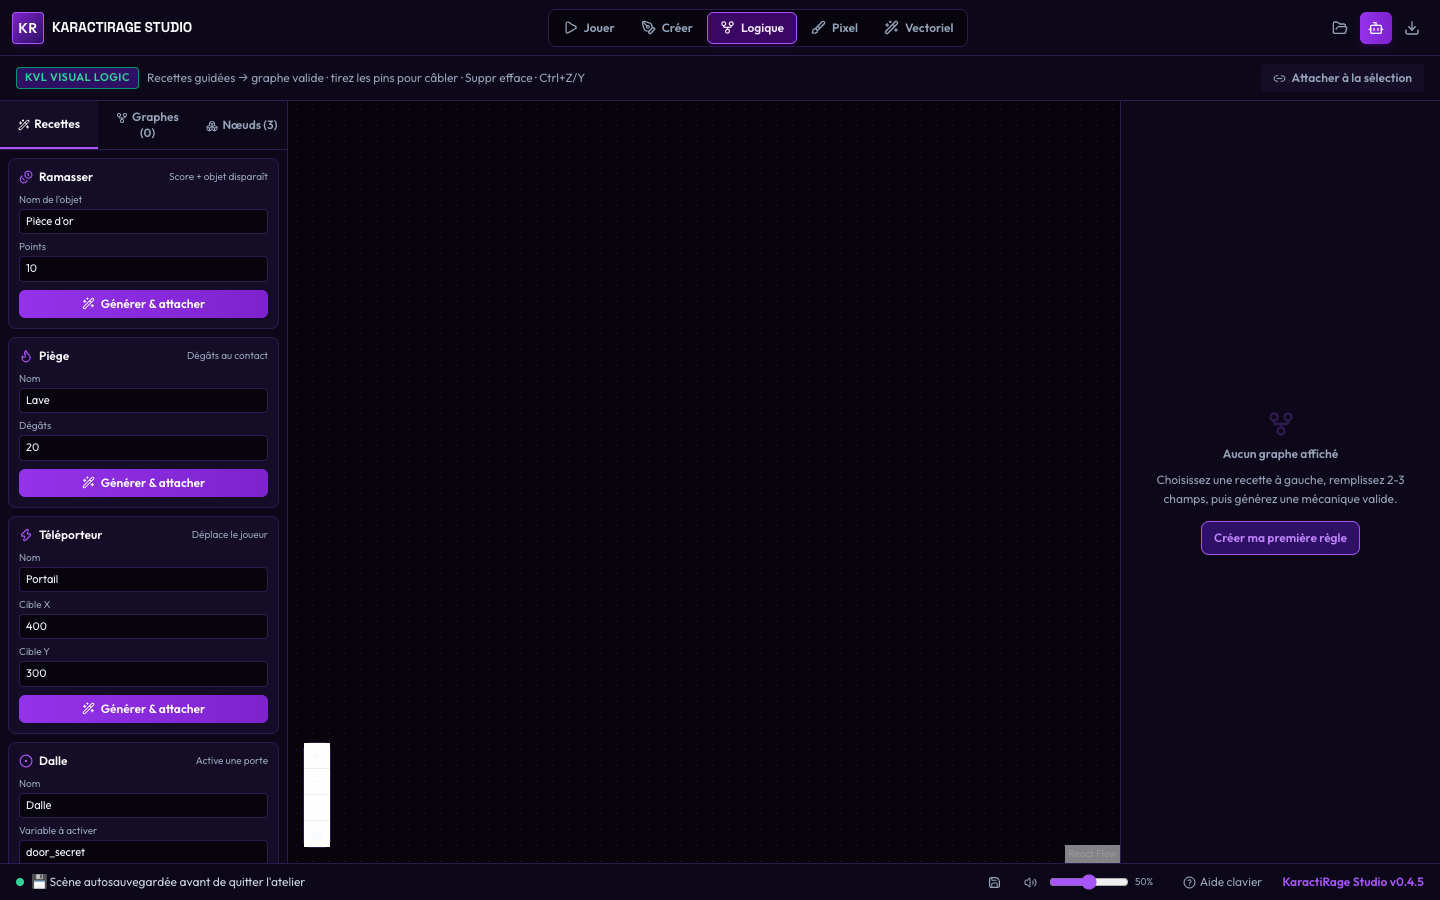 KR KARACTIRAGE STUDIO
Jouer
Créer
Logique
Pixel
Vectoriel
KVL VISUAL LOGIC
Recettes guidées → graphe valide · tirez les pins pour câbler · Suppr efface · Ctrl+Z/Y
Attacher à la sélection
Recettes
Graphes
(0)
Nœuds (3)
Ramasser
Score + objet disparaît
Nom de l'objet
Pièce d'or
Points
10
Générer & attacher
Piège
Dégâts au contact
Nom
Lave
Dégâts
20
Générer & attacher
Téléporteur
Déplace le joueur
Nom
Portail
Cible X
400
Cible Y
300
Générer & attacher
Dalle
Active une porte
Nom
Dalle
Variable à activer
door_secret
React Flow
Aucun graphe affiché
Choisissez une recette à gauche, remplissez 2-3
champs, puis générez une mécanique valide.
Créer ma première règle
Scène autosauvegardée avant de quitter l'atelier
50%
Aide clavier
KaractiRage Studio v0.4.5